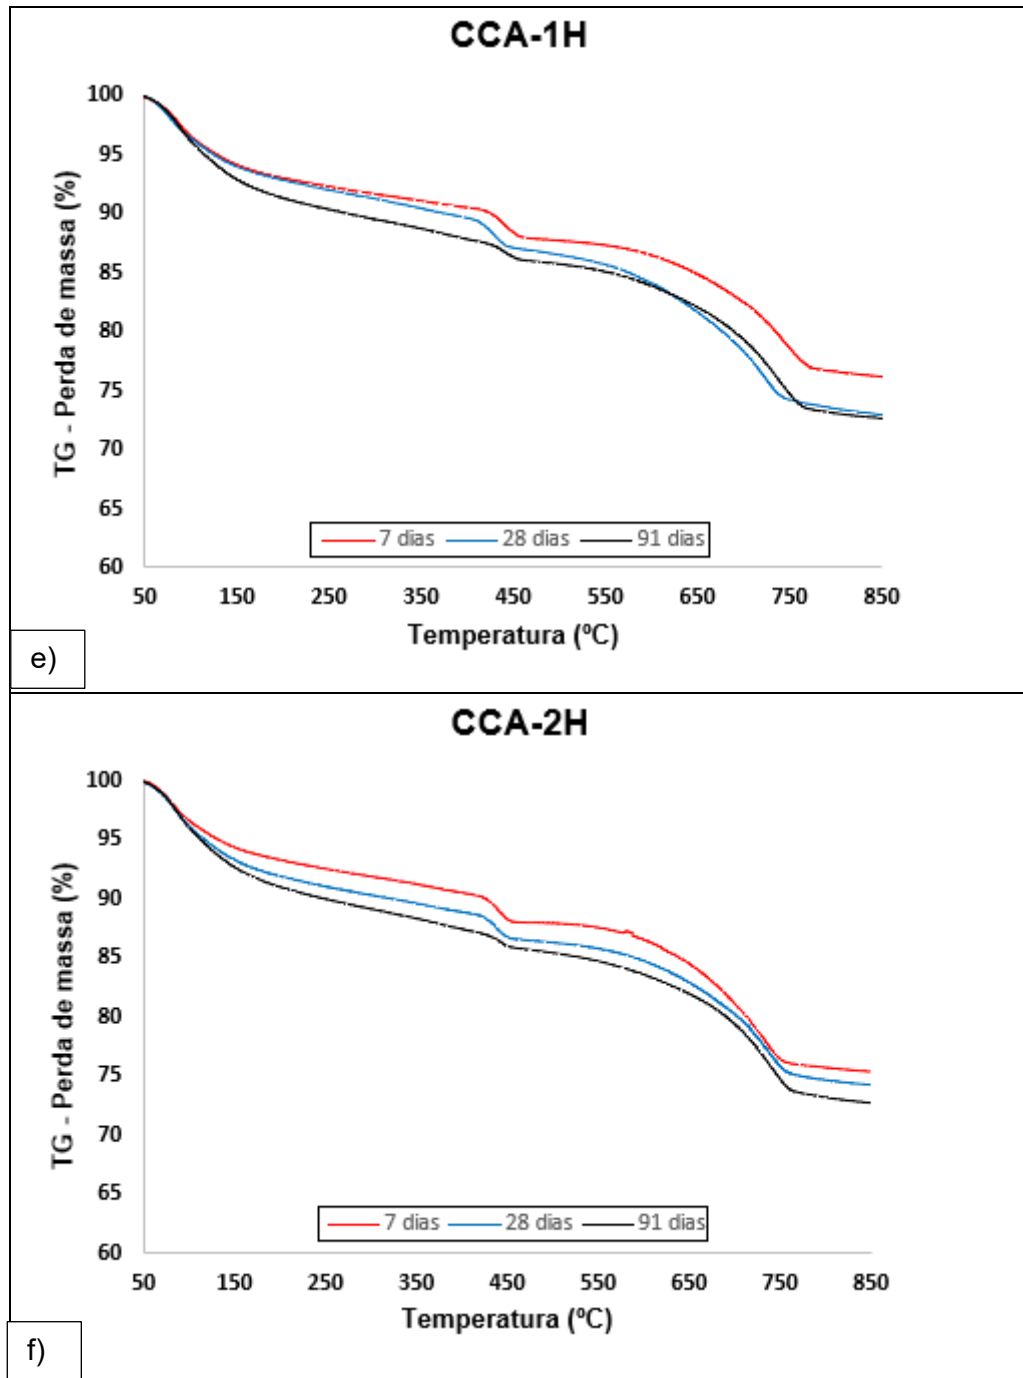 CCA-1H
TG - Perda de massa (%)
100
95
90
85
80
75
70
65
60
7 dias 28 dias 91 dias
50 150 250 350 450 550 650 750 850
Temperatura (ºC)
e)
CCA-2H
TG - Perda de massa (%)
100
95
90
85
80
75
70
65
60
7 dias 28 dias 91 dias
50 150 250 350 450 550 650 750 850
Temperatura (ºC)
f)